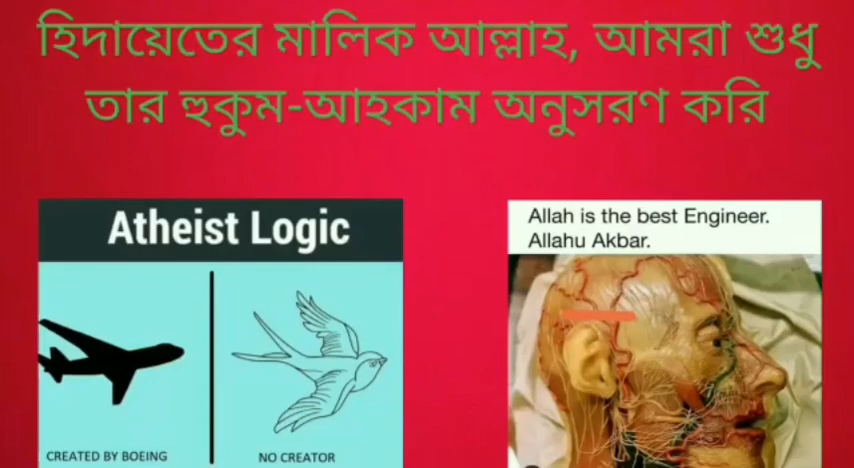 হিদায়েতের মালিক আল্লাহ, আমরা শুধু
তার হুকুম-আহকাম অনুসরণ করি
Atheist Logic
CREATED BY BOEING
NO CREATOR
Allah is the best Engineer.
Allahu Akbar.